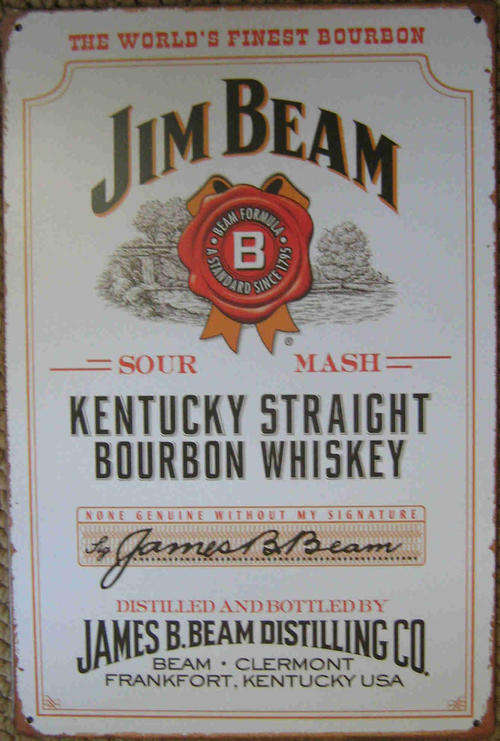 THE WORLD'S FINEST BOURBON
JIM BEAM
BEAM FORMULA
B
A STANDARD SINCE 1795
®
SOUR MASH
KENTUCKY STRAIGHT
BOURBON WHISKEY
NONE GENUINE WITHOUT MY SIGNATURE
James B. Beam
DISTILLED AND BOTTLED BY
JAMES B. BEAM DISTILLING CO.
BEAM • CLERMONT
FRANKFORT, KENTUCKY USA